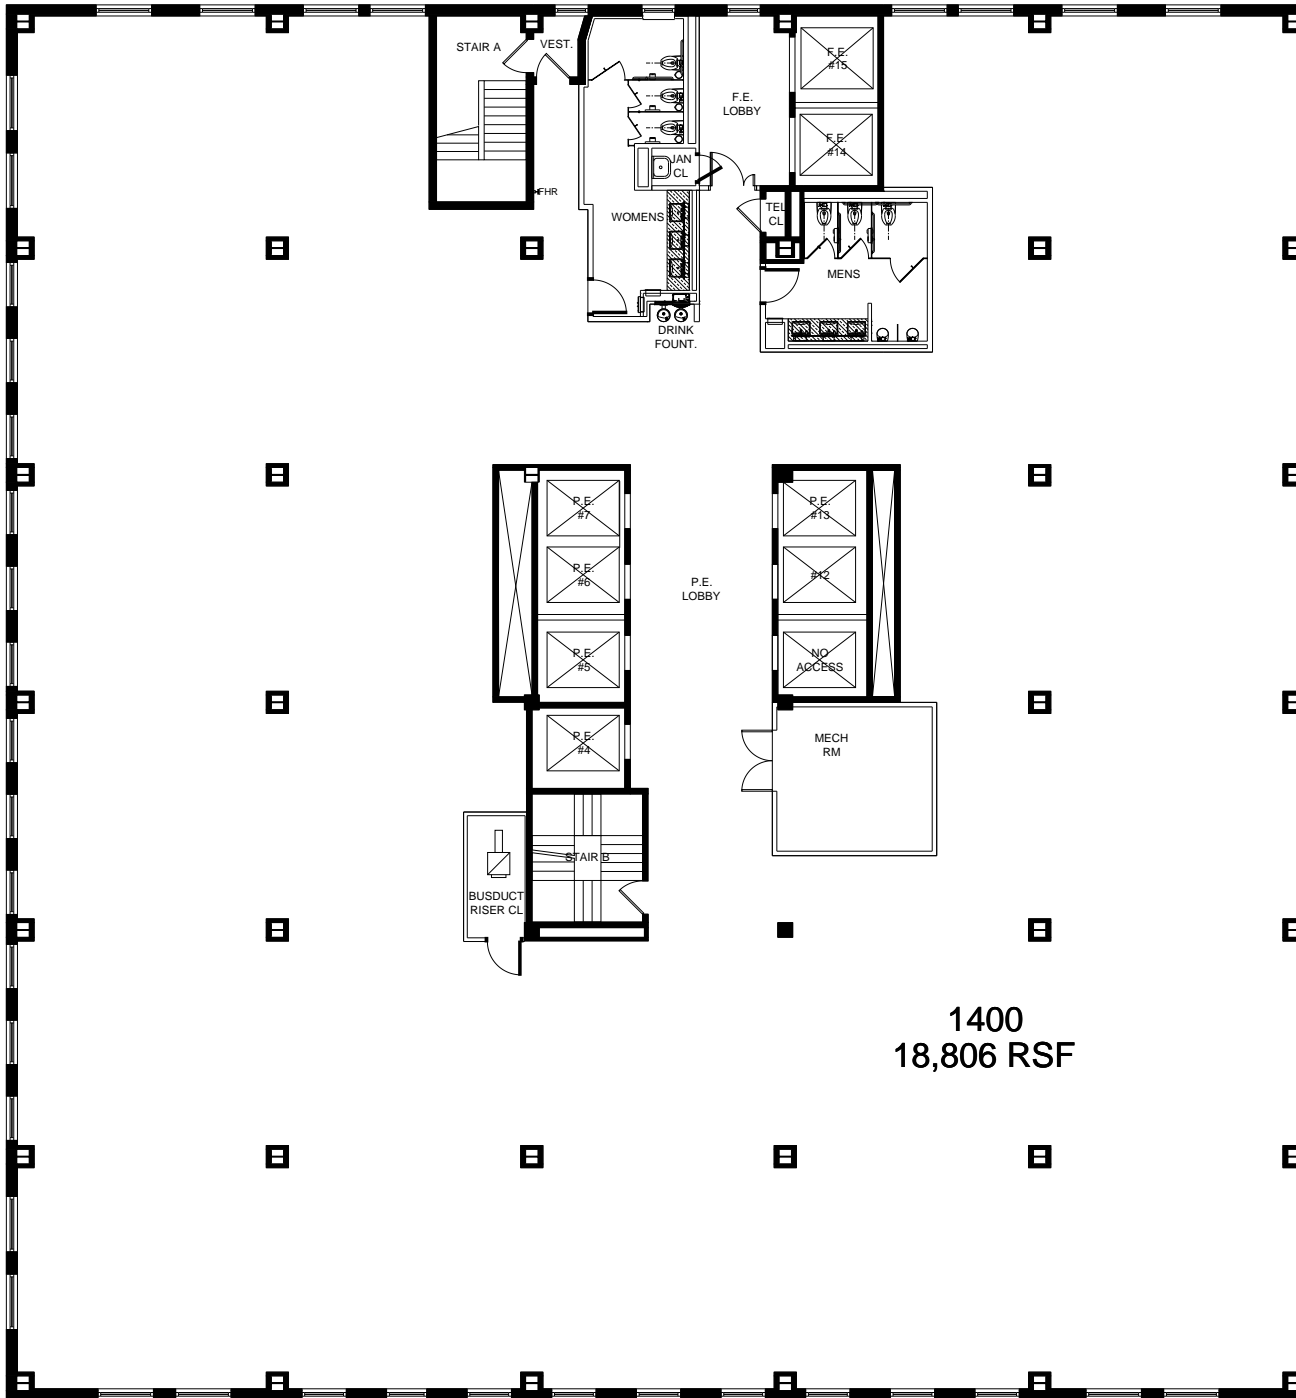 STAIR A
VEST.
F.E.
#15
F.E.
LOBBY
F.E.
#14
JAN
CL
FHR
WOMENS
TEL
CL
MENS
DRINK
FOUNT.
P.E.
#7
P.E.
#13
P.E.
#6
P.E.
LOBBY
#12
P.E.
#5
NO
ACCESS
P.E.
#4
MECH
RM
STAIR B
BUSDUCT
RISER CL
1400
18,806 RSF